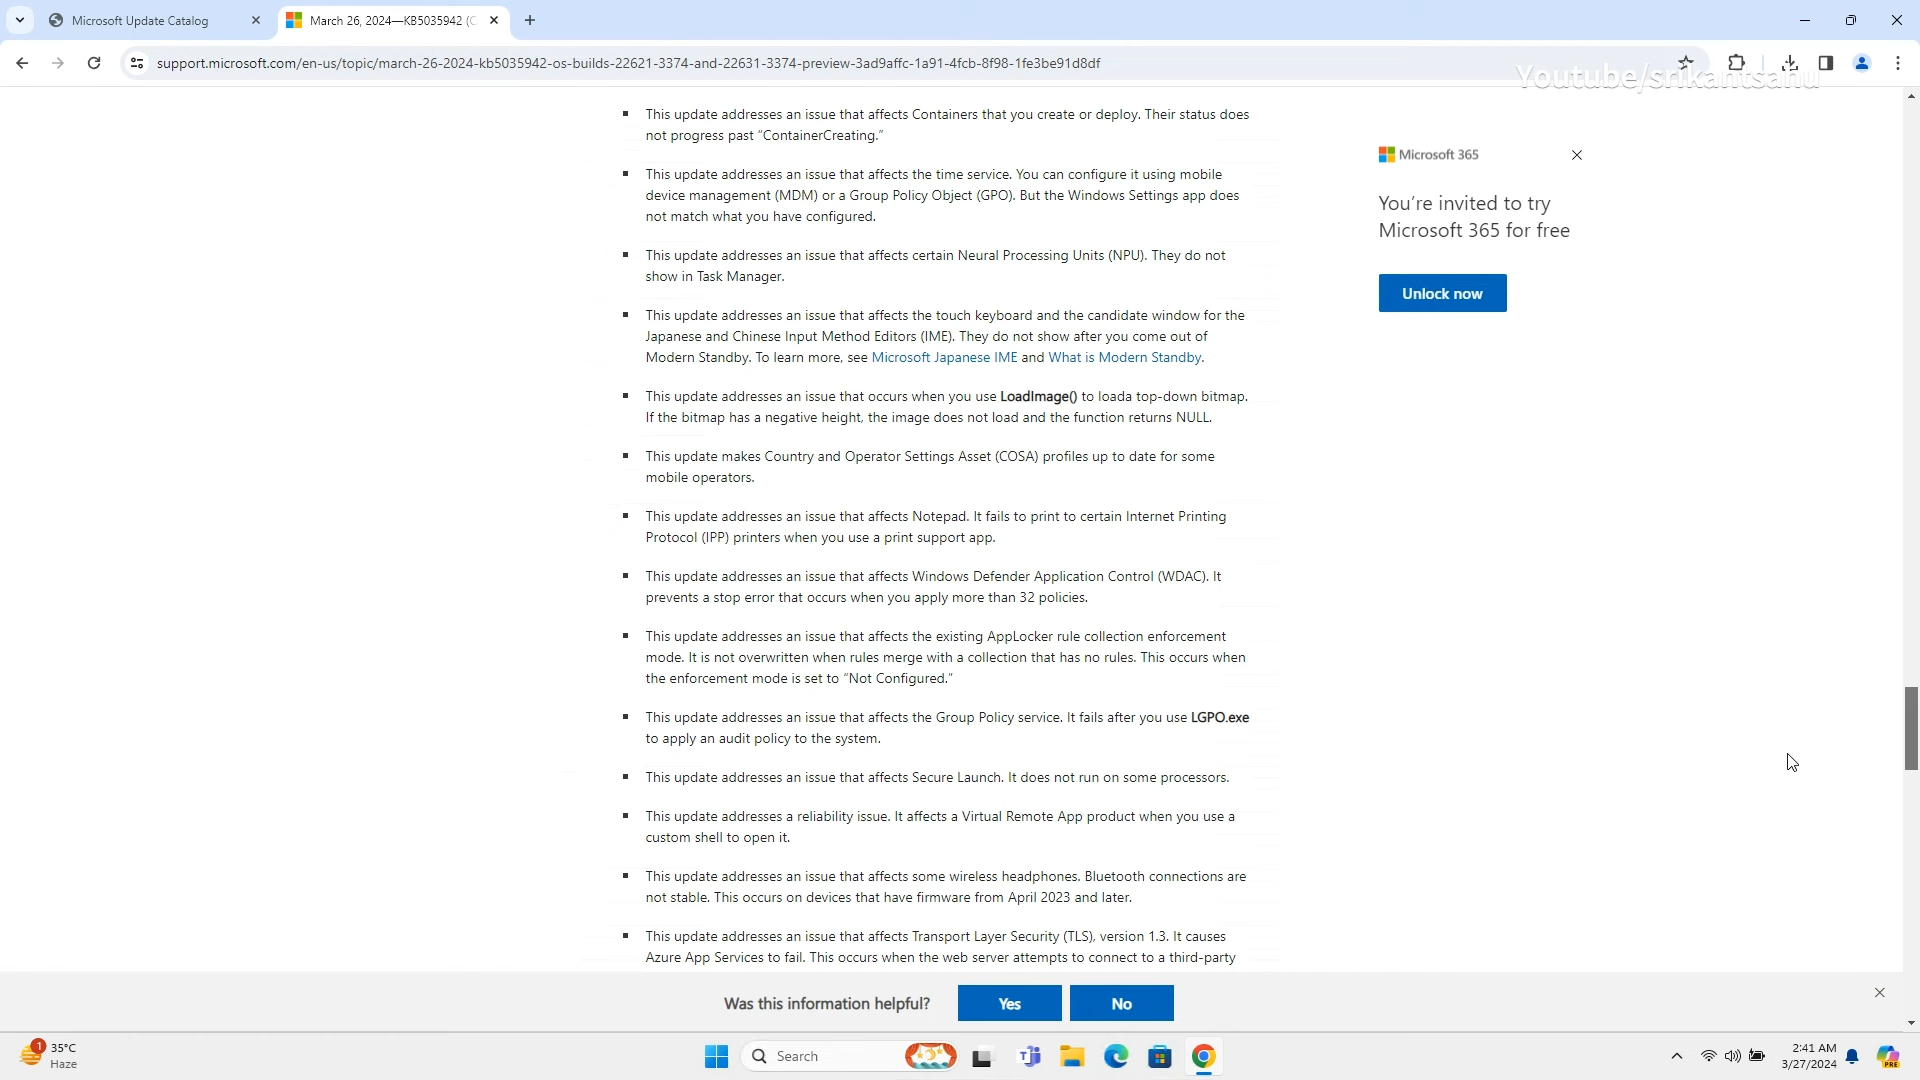 Microsoft Update Catalog
March 26, 2024—KB5035942 (
support.microsoft.com/en-us/topic/march-26-2024-kb5035942-os-builds-22621-3374-and-22631-3374-preview-3ad9affc-1a91-4fcb-8f98-1fe3be91d8df
Youtube/srikantsahu
This update addresses an issue that affects Containers that you create or deploy. Their status does
not progress past “ContainerCreating.”
This update addresses an issue that affects the time service. You can configure it using mobile
device management (MDM) or a Group Policy Object (GPO). But the Windows Settings app does
not match what you have configured.
This update addresses an issue that affects certain Neural Processing Units (NPU). They do not
show in Task Manager.
This update addresses an issue that affects the touch keyboard and the candidate window for the
Japanese and Chinese Input Method Editors (IME). They do not show after you come out of
Modern Standby. To learn more, see Microsoft Japanese IME and What is Modern Standby.
This update addresses an issue that occurs when you use LoadImage() to loada top-down bitmap.
If the bitmap has a negative height, the image does not load and the function returns NULL.
This update makes Country and Operator Settings Asset (COSA) profiles up to date for some
mobile operators.
This update addresses an issue that affects Notepad. It fails to print to certain Internet Printing
Protocol (IPP) printers when you use a print support app.
This update addresses an issue that affects Windows Defender Application Control (WDAC). It
prevents a stop error that occurs when you apply more than 32 policies.
This update addresses an issue that affects the existing AppLocker rule collection enforcement
mode. It is not overwritten when rules merge with a collection that has no rules. This occurs when
the enforcement mode is set to “Not Configured.”
This update addresses an issue that affects the Group Policy service. It fails after you use LGPO.exe
to apply an audit policy to the system.
This update addresses an issue that affects Secure Launch. It does not run on some processors.
This update addresses a reliability issue. It affects a Virtual Remote App product when you use a
custom shell to open it.
This update addresses an issue that affects some wireless headphones. Bluetooth connections are
not stable. This occurs on devices that have firmware from April 2023 and later.
This update addresses an issue that affects Transport Layer Security (TLS), version 1.3. It causes
Azure App Services to fail. This occurs when the web server attempts to connect to a third-party
Microsoft 365
You’re invited to try
Microsoft 365 for free
Unlock now
Was this information helpful?
Yes
No
1
35°C
Haze
Search
2:41 AM
3/27/2024
PRE